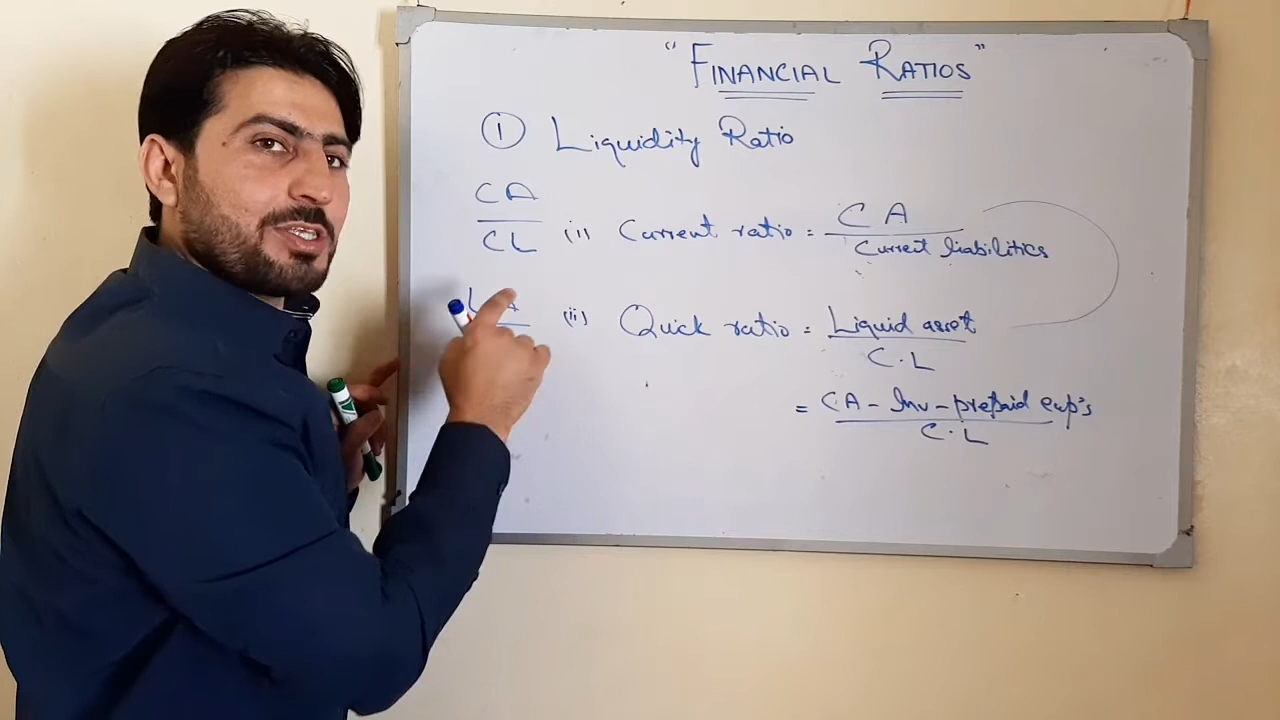 "FINANCIAL RATIOS"
① Liquidity Ratio
CA
CL
(i) Current ratio = CA
Current liabilities
(ii) Quick ratio = Liquid asset
C.L
= CA - Inv - prepaid exp's
C.L